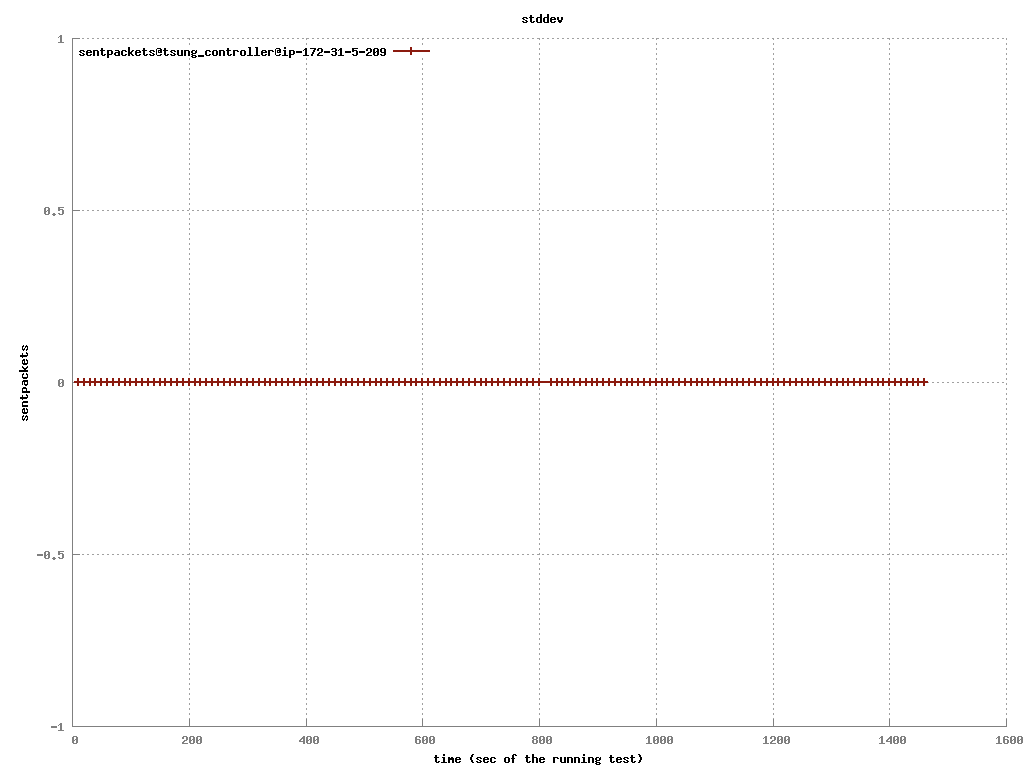 stddev
sentpackets@tsung_controller@ip-172-31-5-209
1
0.5
0
-0.5
-1
sentpackets
0 200 400 600 800 1000 1200 1400 1600
time (sec of the running test)